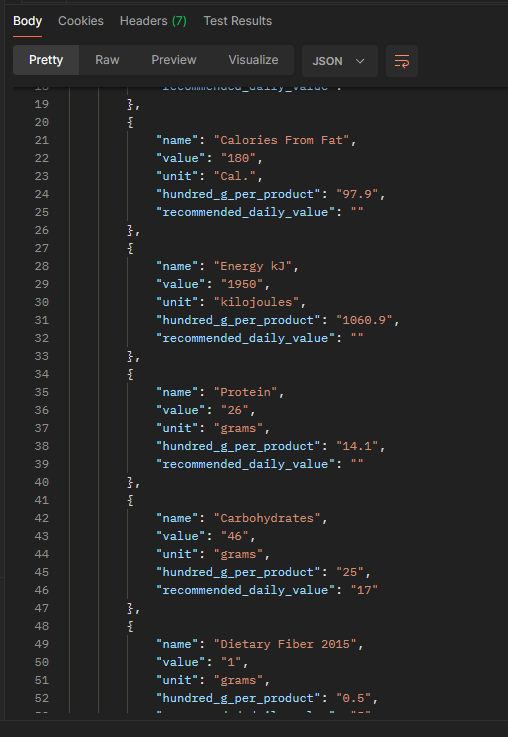 Body Cookies Headers (7) Test Results
Pretty Raw Preview Visualize JSON
18 "recommended_daily_value":
19 },
20 {
21 "name": "Calories From Fat",
22 "value": "180",
23 "unit": "Cal.",
24 "hundred_g_per_product": "97.9",
25 "recommended_daily_value": ""
26 },
27 {
28 "name": "Energy kJ",
29 "value": "1950",
30 "unit": "kilojoules",
31 "hundred_g_per_product": "1060.9",
32 "recommended_daily_value": ""
33 },
34 {
35 "name": "Protein",
36 "value": "26",
37 "unit": "grams",
38 "hundred_g_per_product": "14.1",
39 "recommended_daily_value": ""
40 },
41 {
42 "name": "Carbohydrates",
43 "value": "46",
44 "unit": "grams",
45 "hundred_g_per_product": "25",
46 "recommended_daily_value": "17"
47 },
48 {
49 "name": "Dietary Fiber 2015",
50 "value": "1",
51 "unit": "grams",
52 "hundred_g_per_product": "0.5",